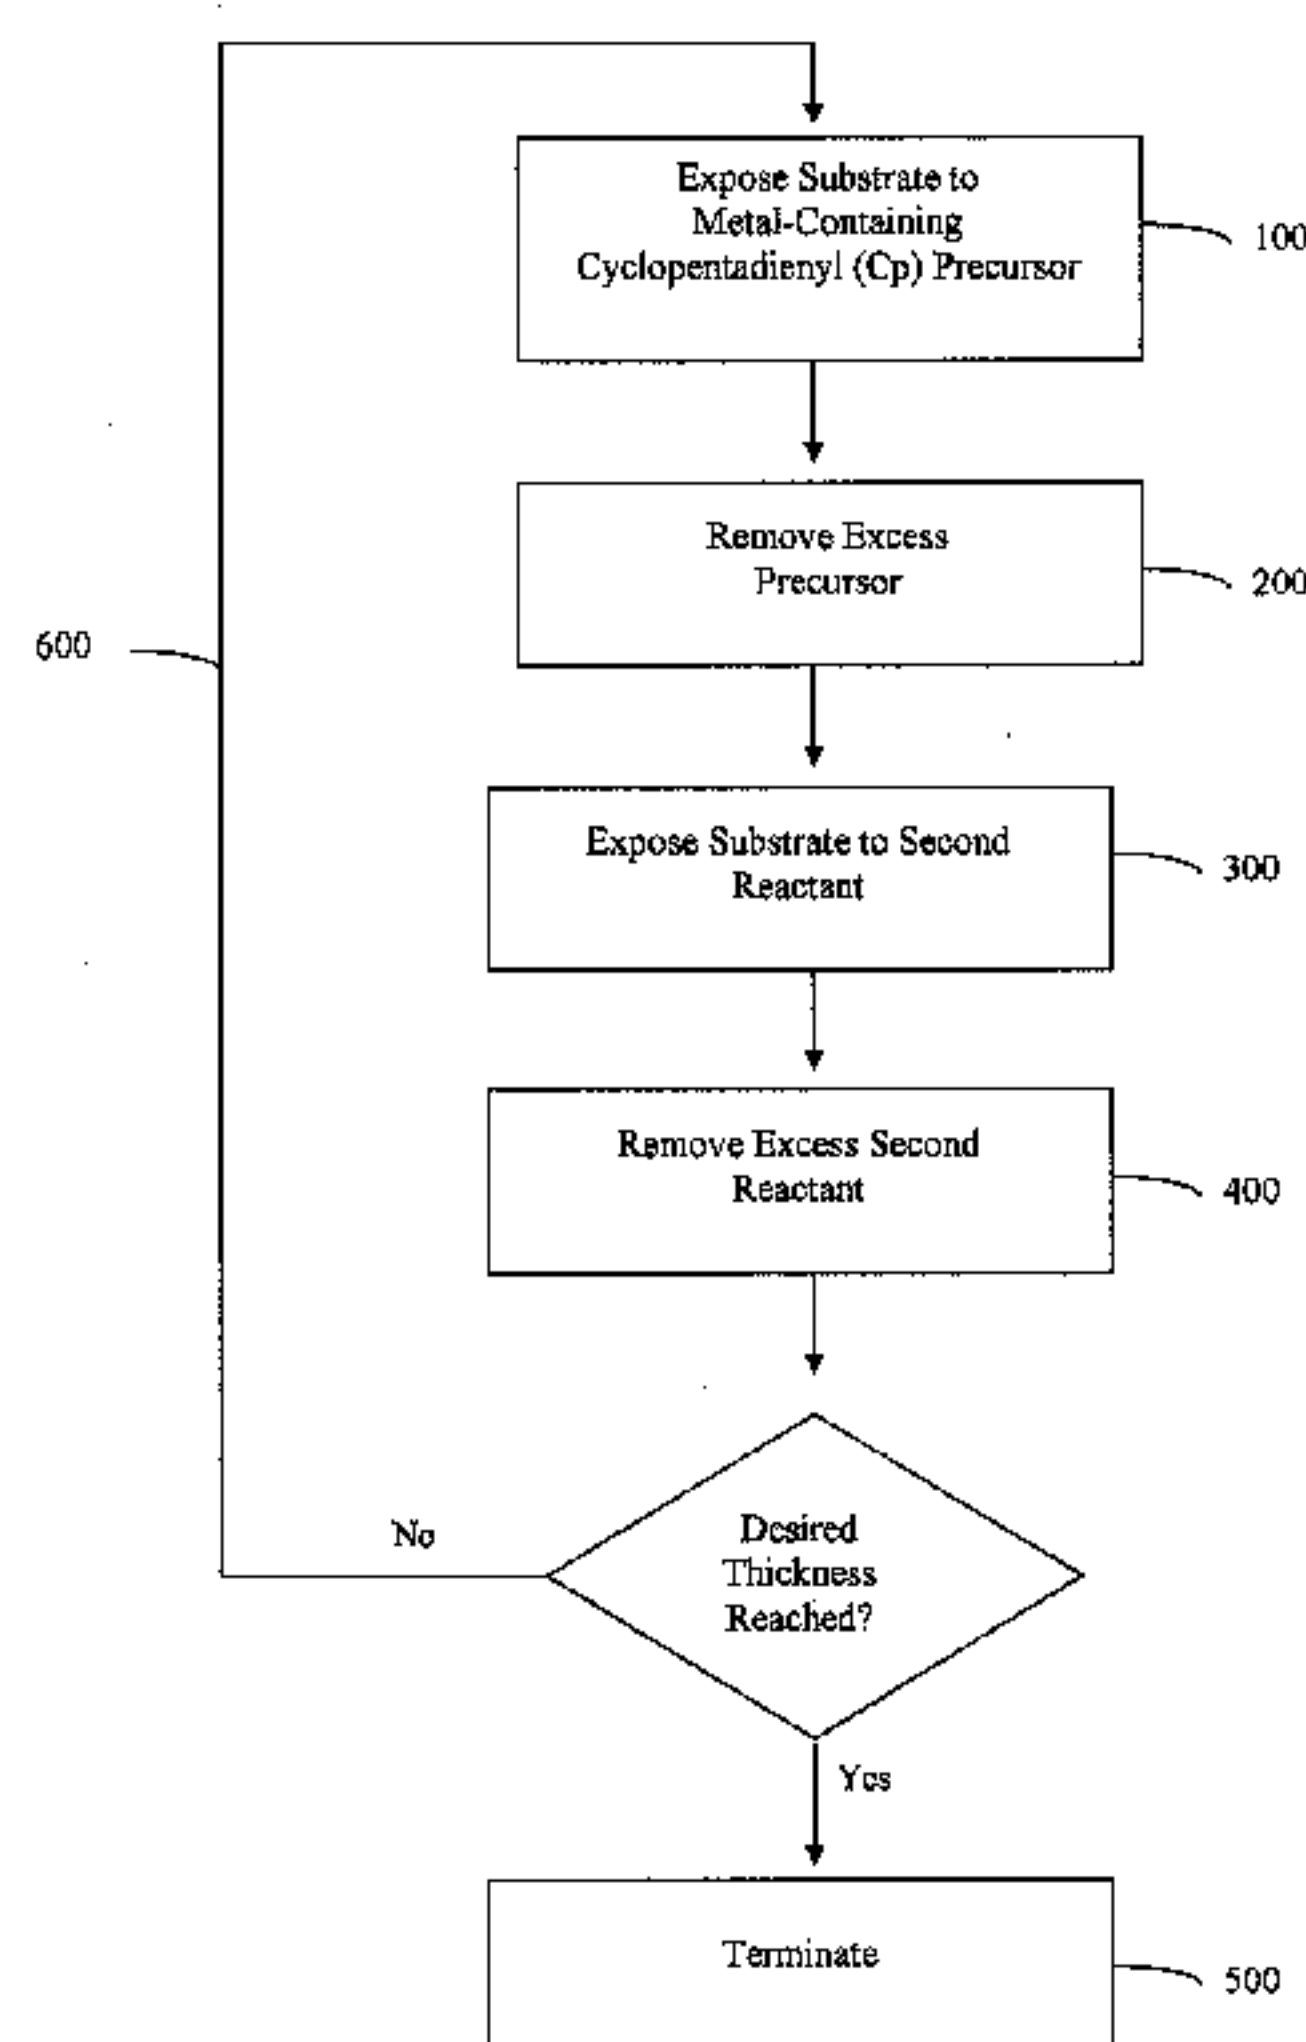 Expose Substrate to
Metal-Containing
Cyclopentadienyl (Cp) Precursor
100
Remove Excess
Precursor
200
600
Expose Substrate to Second
Reactant
300
Remove Excess Second
Reactant
400
No
Desired
Thickness
Reached?
Yes
Terminate
500